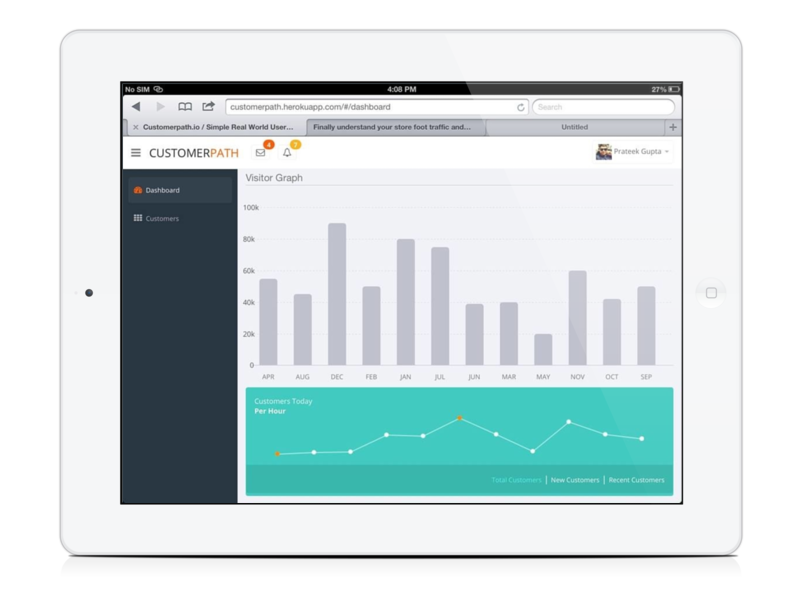 No SIM
4:08 PM
27%
customerpath.herokuapp.com/#/dashboard
Search
Customerpath.io / Simple Real World User...
Finally understand your store foot traffic and...
Untitled
CUSTOMERPATH
4
7
Prateek Gupta
Dashboard
Customers
Visitor Graph
100k
80k
60k
40k
20k
0
APR AUG DEC FEB JAN JUL JUN MAR MAY NOV OCT SEP
Customers Today
Per Hour
Total Customers | New Customers | Recent Customers